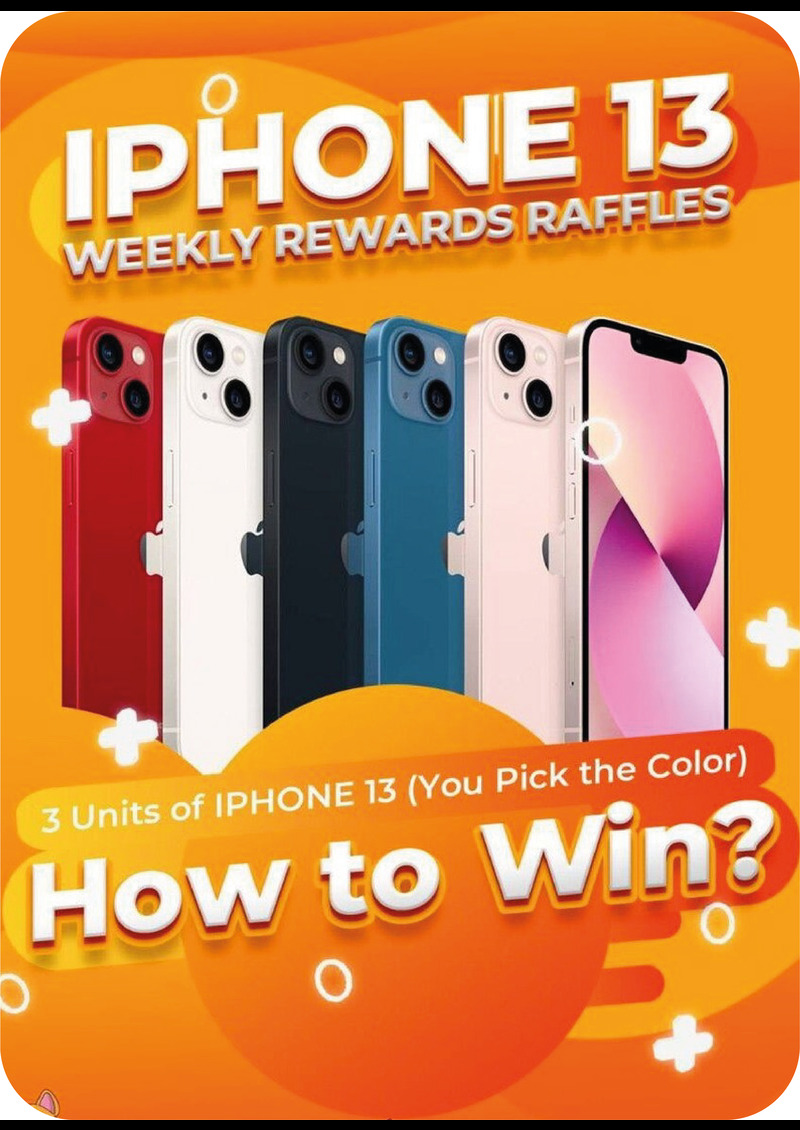 IPHONE 13
WEEKLY REWARDS RAFFLES
3 Units of IPHONE 13 (You Pick the Color)
How to Win?